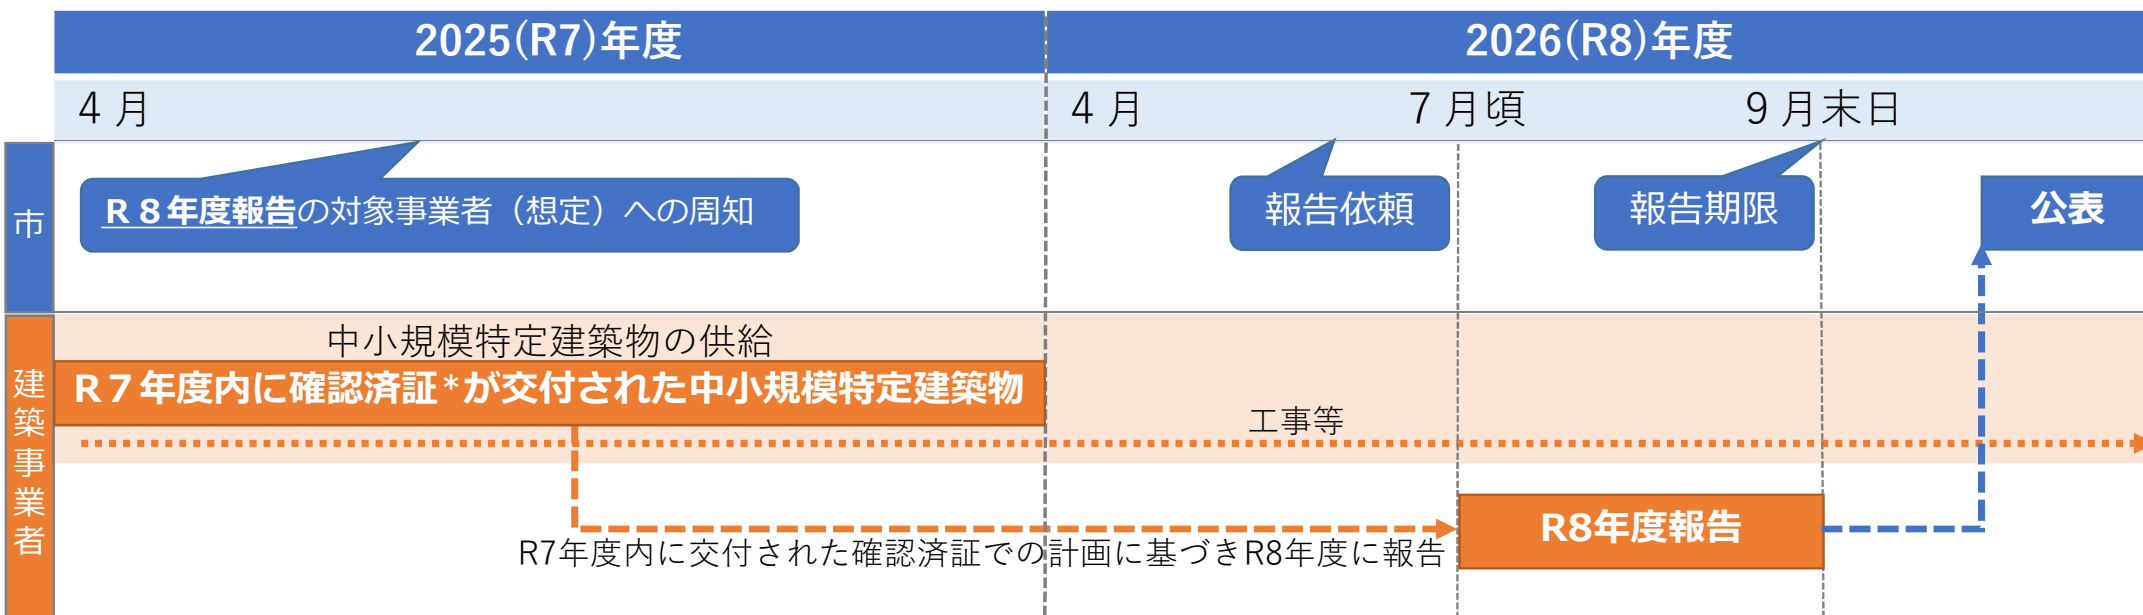 2025(R7)年度
2026(R8)年度
4月
4月
7月頃
9月末日
市
R8年度報告の対象事業者（想定）への周知
報告依頼
報告期限
公表
建築事業者
中小規模特定建築物の供給
R7年度内に確認済証*が交付された中小規模特定建築物
工事等
R8年度報告
R7年度内に交付された確認済証での計画に基づきR8年度に報告